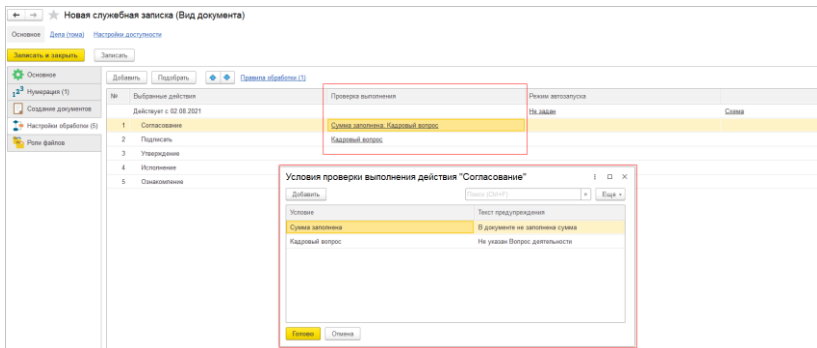 Новая служебная записка (Вид документа)
Основное Дела (тома) Настройки доступности
Записать и закрыть Записать
Основное
Нумерация (1)
Создание документов
Настройки обработки (5)
Роли файлов
Добавить Подобрать Правила обработки (1)
№ Выбранные действия Проверка выполнения Режим автозапуска
Действует с 02.08.2021 Не задан Схема
1 Согласование Сумма заполнена; Кадровый вопрос
2 Подписать Кадровый вопрос
3 Утверждение
4 Исполнение
5 Ознакомление
Условия проверки выполнения действия "Согласование"
Добавить Поиск (Ctrl+F) × Еще
Условие Текст предупреждения
Сумма заполнена В документе не заполнена сумма
Кадровый вопрос Не указан Вопрос деятельности
Готово Отмена